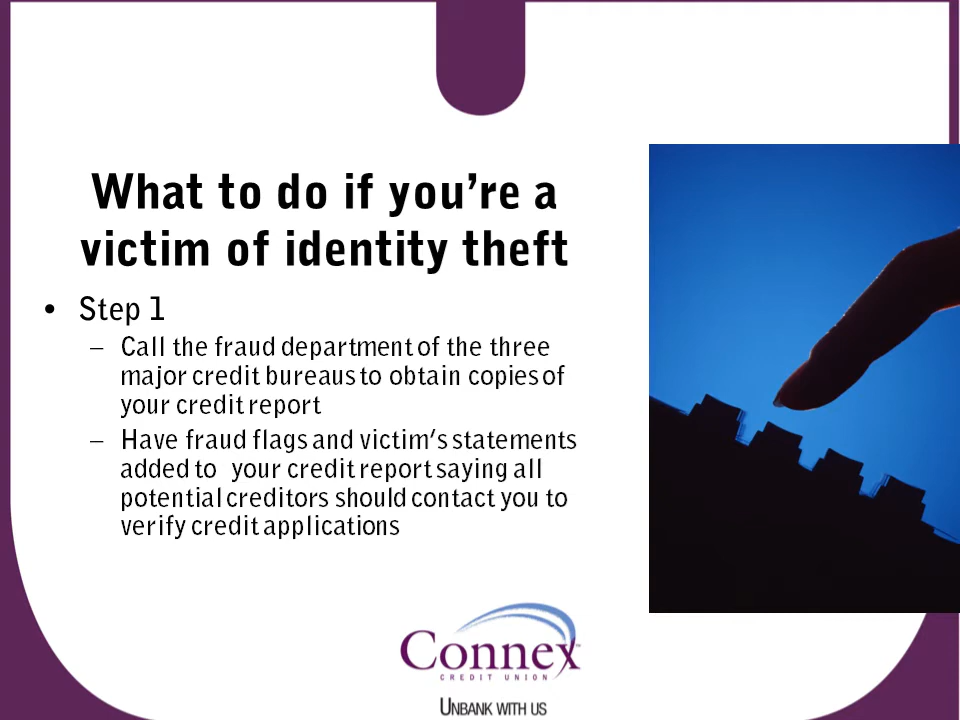 What to do if you’re a
victim of identity theft
• Step 1
– Call the fraud department of the three
major credit bureaus to obtain copies of
your credit report
– Have fraud flags and victim’s statements
added to your credit report saying all
potential creditors should contact you to
verify credit applications
Connex™
CREDIT UNION
UNBANK WITH US